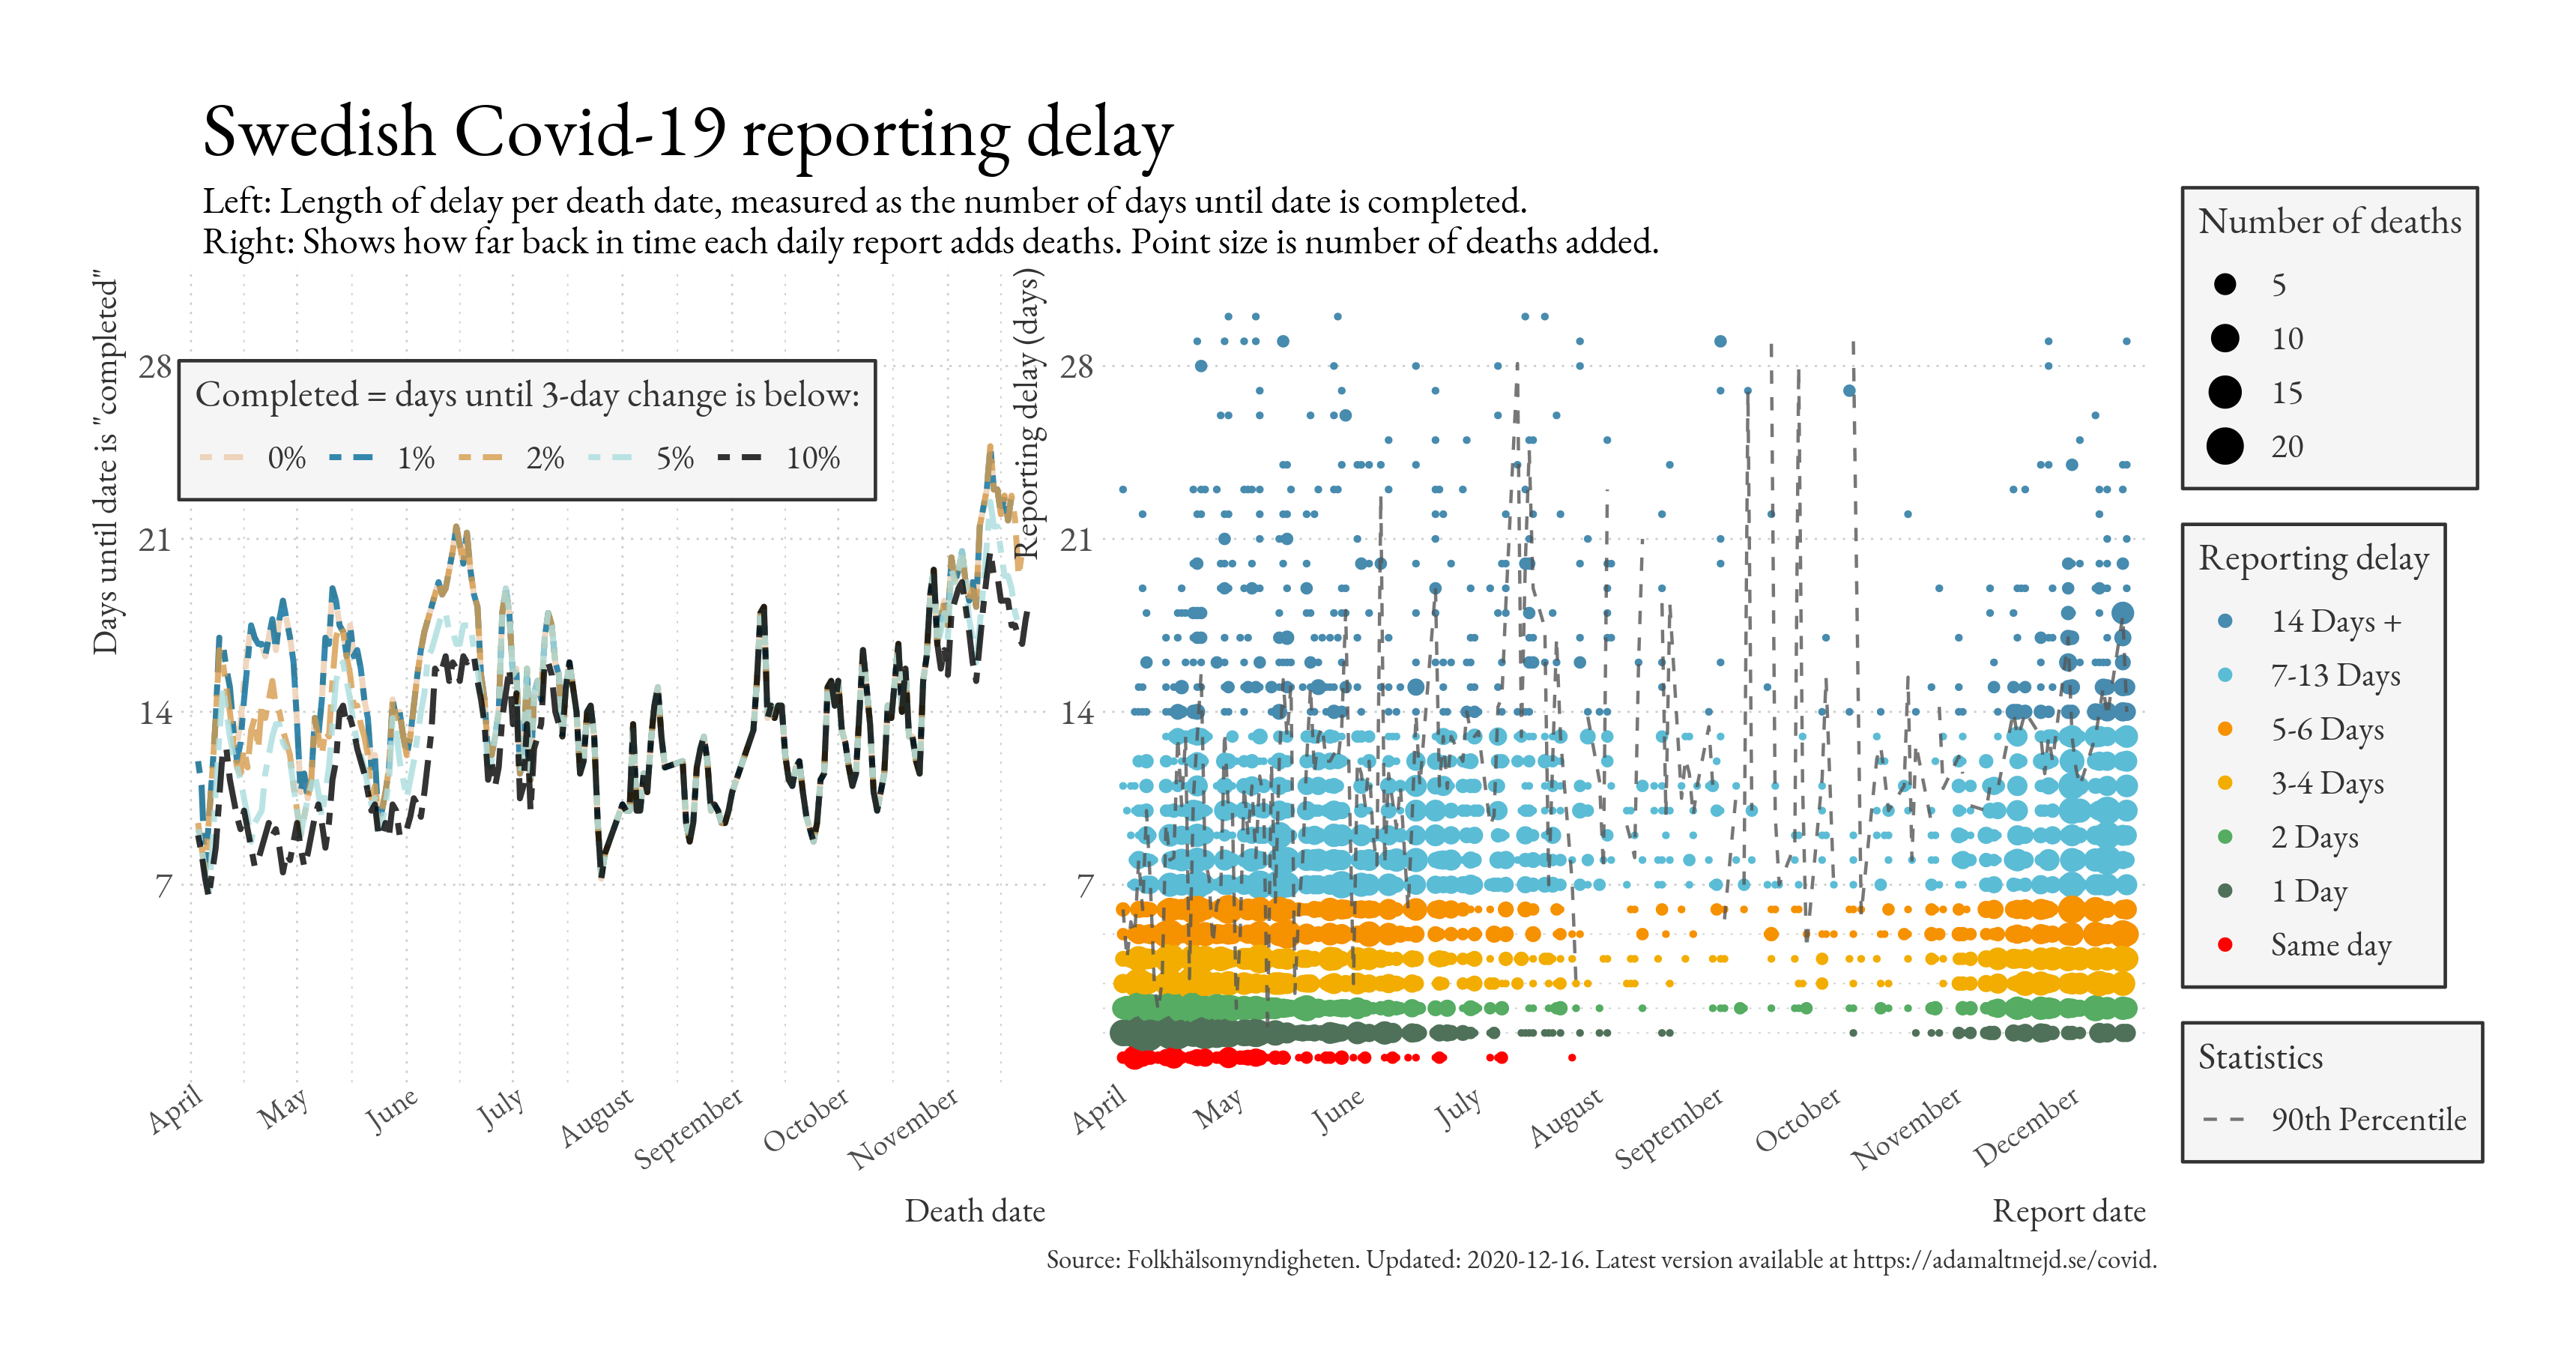 Swedish Covid-19 reporting delay
Left: Length of delay per death date, measured as the number of days until date is completed.
Right: Shows how far back in time each daily report adds deaths. Point size is number of deaths added.
Days until date is "completed"
28
21
14
7
Completed = days until 3-day change is below:
0% 1% 2% 5% 10%
April May June July August September October November
Death date
Reporting delay (days)
28
21
14
7
April May June July August September October November December
Report date
Number of deaths
5
10
15
20
Reporting delay
14 Days +
7-13 Days
5-6 Days
3-4 Days
2 Days
1 Day
Same day
Statistics
90th Percentile
Source: Folkhälsomyndigheten. Updated: 2020-12-16. Latest version available at https://adamaltmejd.se/covid.